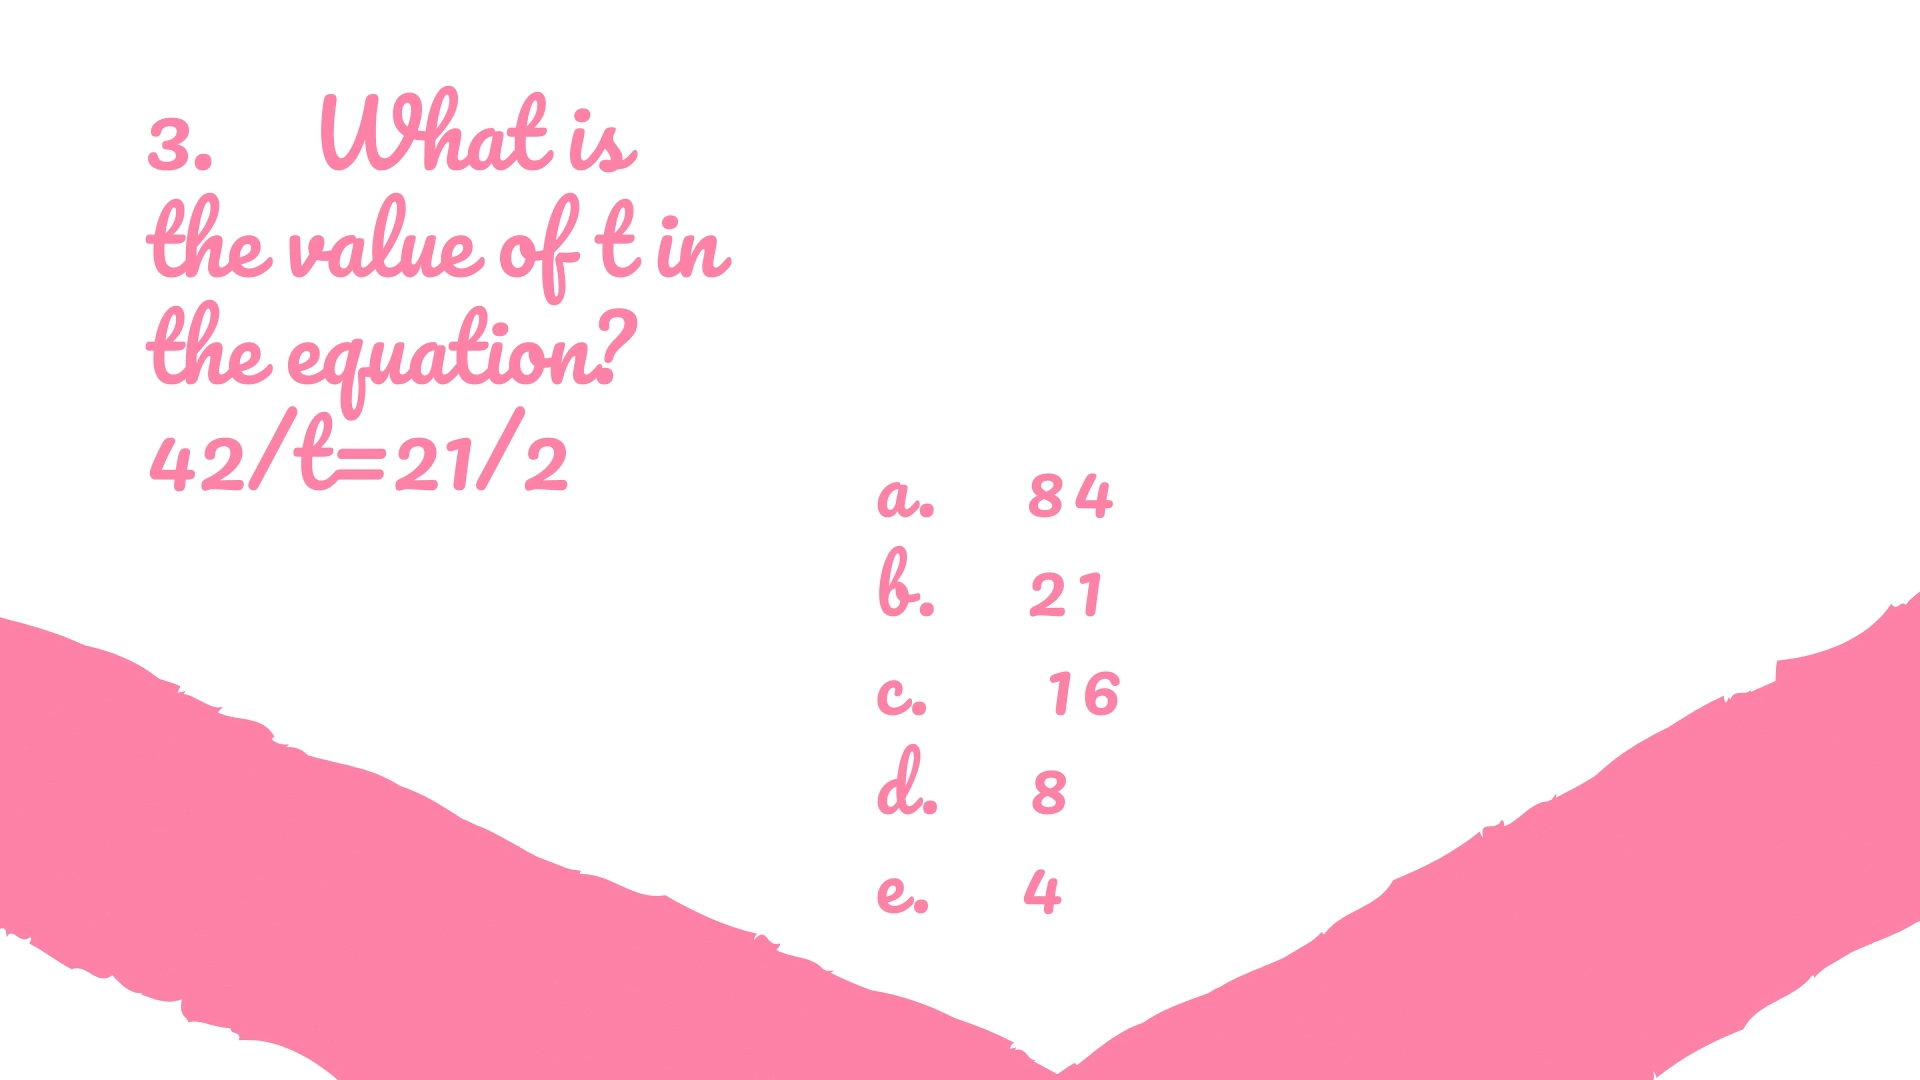 3. What is
the value of t in
the equation?
42/t=21/2
a. 84
b. 21
c. 16
d. 8
e. 4